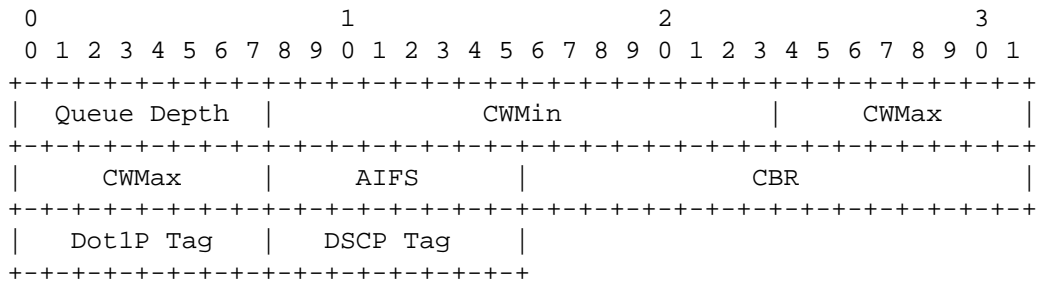 0                   1                   2                   3
 0 1 2 3 4 5 6 7 8 9 0 1 2 3 4 5 6 7 8 9 0 1 2 3 4 5 6 7 8 9 0 1
+-+-+-+-+-+-+-+-+-+-+-+-+-+-+-+-+-+-+-+-+-+-+-+-+-+-+-+-+-+-+-+-+
|  Queue Depth  |             CWMin             |     CWMax     |
+-+-+-+-+-+-+-+-+-+-+-+-+-+-+-+-+-+-+-+-+-+-+-+-+-+-+-+-+-+-+-+-+
|     CWMax     |     AIFS      |              CBR              |
+-+-+-+-+-+-+-+-+-+-+-+-+-+-+-+-+-+-+-+-+-+-+-+-+-+-+-+-+-+-+-+-+
|   Dot1P Tag   |   DSCP Tag    |
+-+-+-+-+-+-+-+-+-+-+-+-+-+-+-+-+